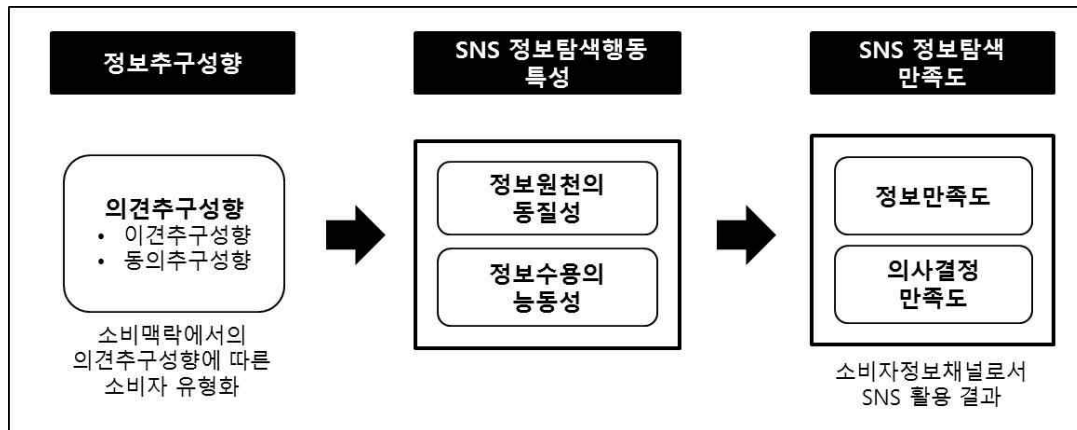 정보추구성향
의견추구성향
• 이견추구성향
• 동의추구성향
소비맥락에서의
의견추구성향에 따른
소비자 유형화
SNS 정보탐색행동
특성
정보원천의
동질성
정보수용의
능동성
SNS 정보탐색
만족도
정보만족도
의사결정
만족도
소비자정보채널로서
SNS 활용 결과